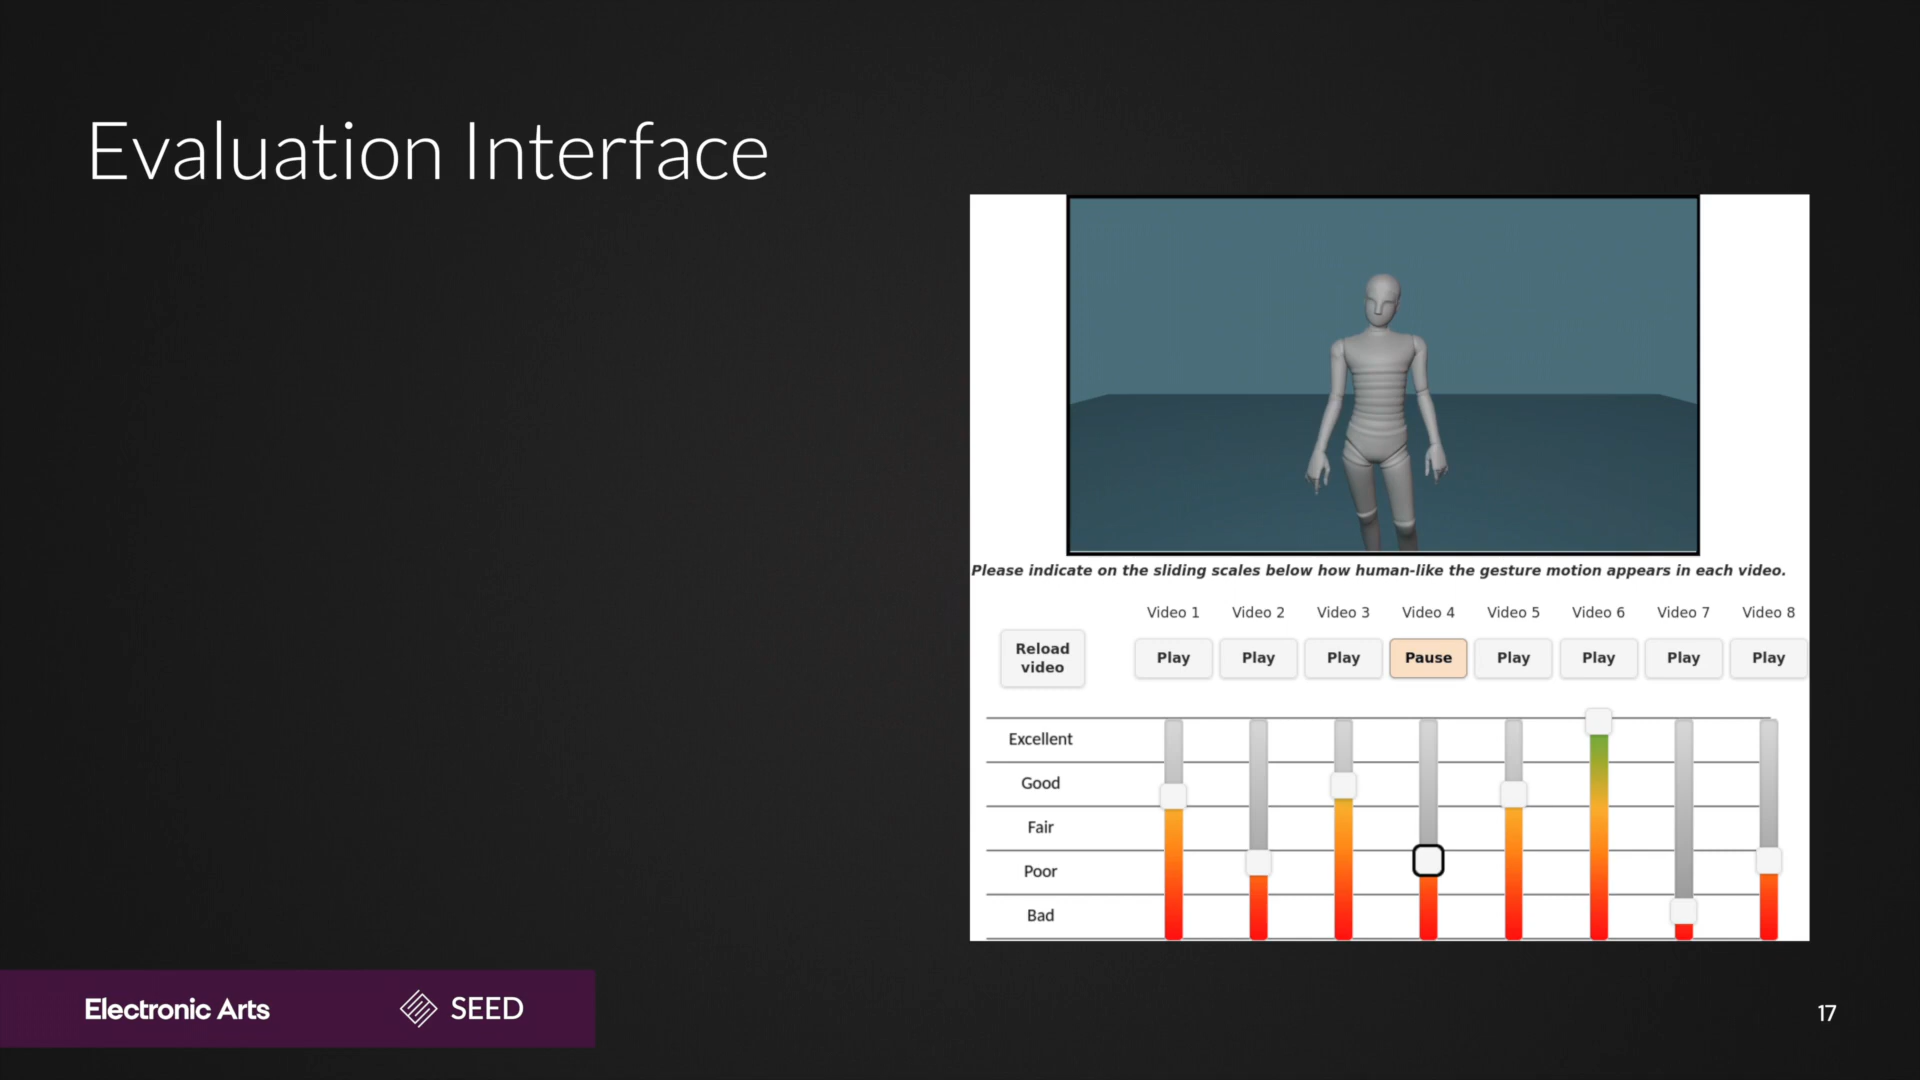 Evaluation Interface
Please indicate on the sliding scales below how human-like the gesture motion appears in each video.
Video 1 Video 2 Video 3 Video 4 Video 5 Video 6 Video 7 Video 8
Reload
video
Play Play Play Pause Play Play Play Play
Excellent
Good
Fair
Poor
Bad
Electronic Arts SEED
17